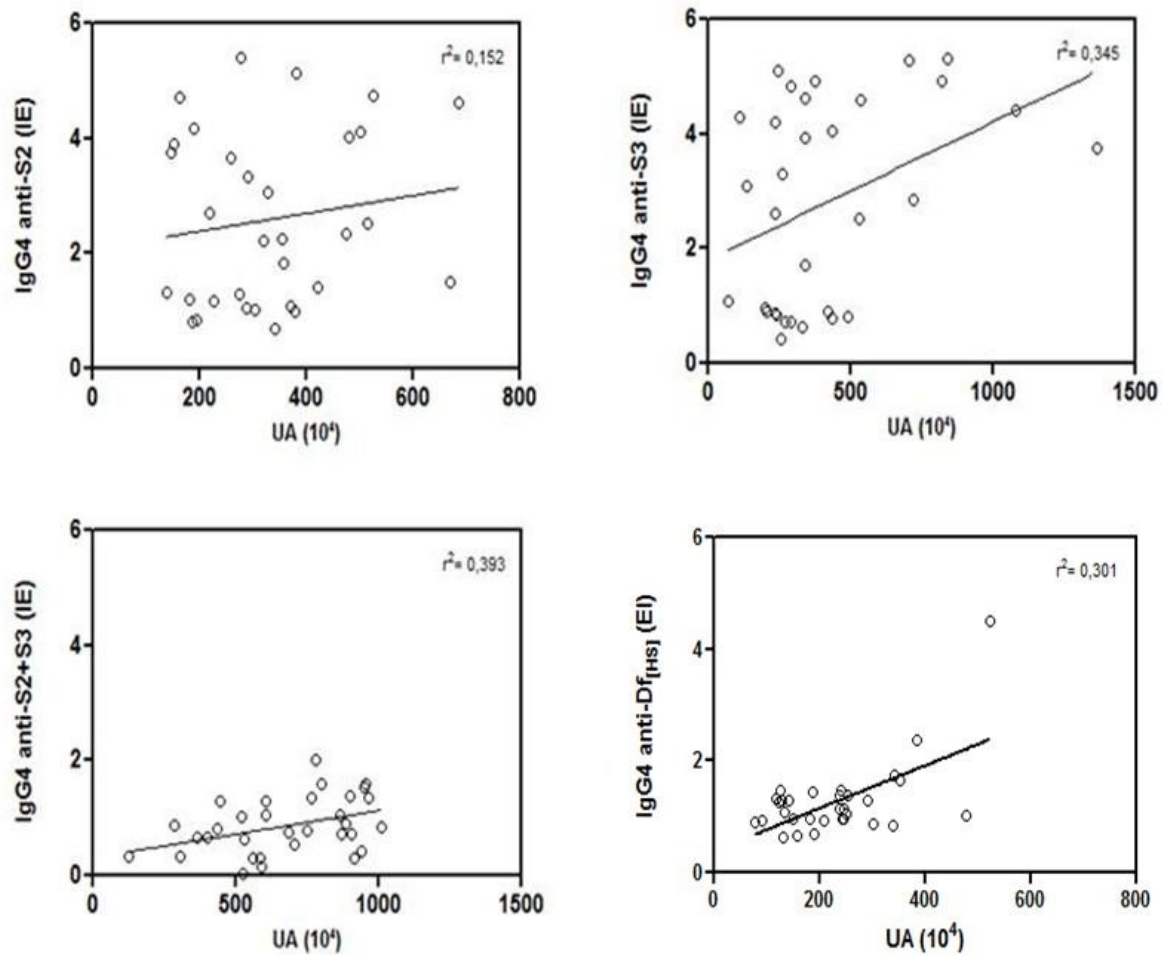 6
4
2
0
IgG4 anti-S2 (IE)
r²= 0,152
0 200 400 600 800
UA (10⁴)
6
4
2
0
IgG4 anti-S3 (IE)
r²= 0,345
0 500 1000 1500
UA (10⁴)
6
4
2
0
IgG4 anti-S2+S3 (IE)
r²= 0,393
0 500 1000 1500
UA (10⁴)
6
4
2
0
IgG4 anti-Df[HS] (EI)
r²= 0,301
0 200 400 600 800
UA (10⁴)